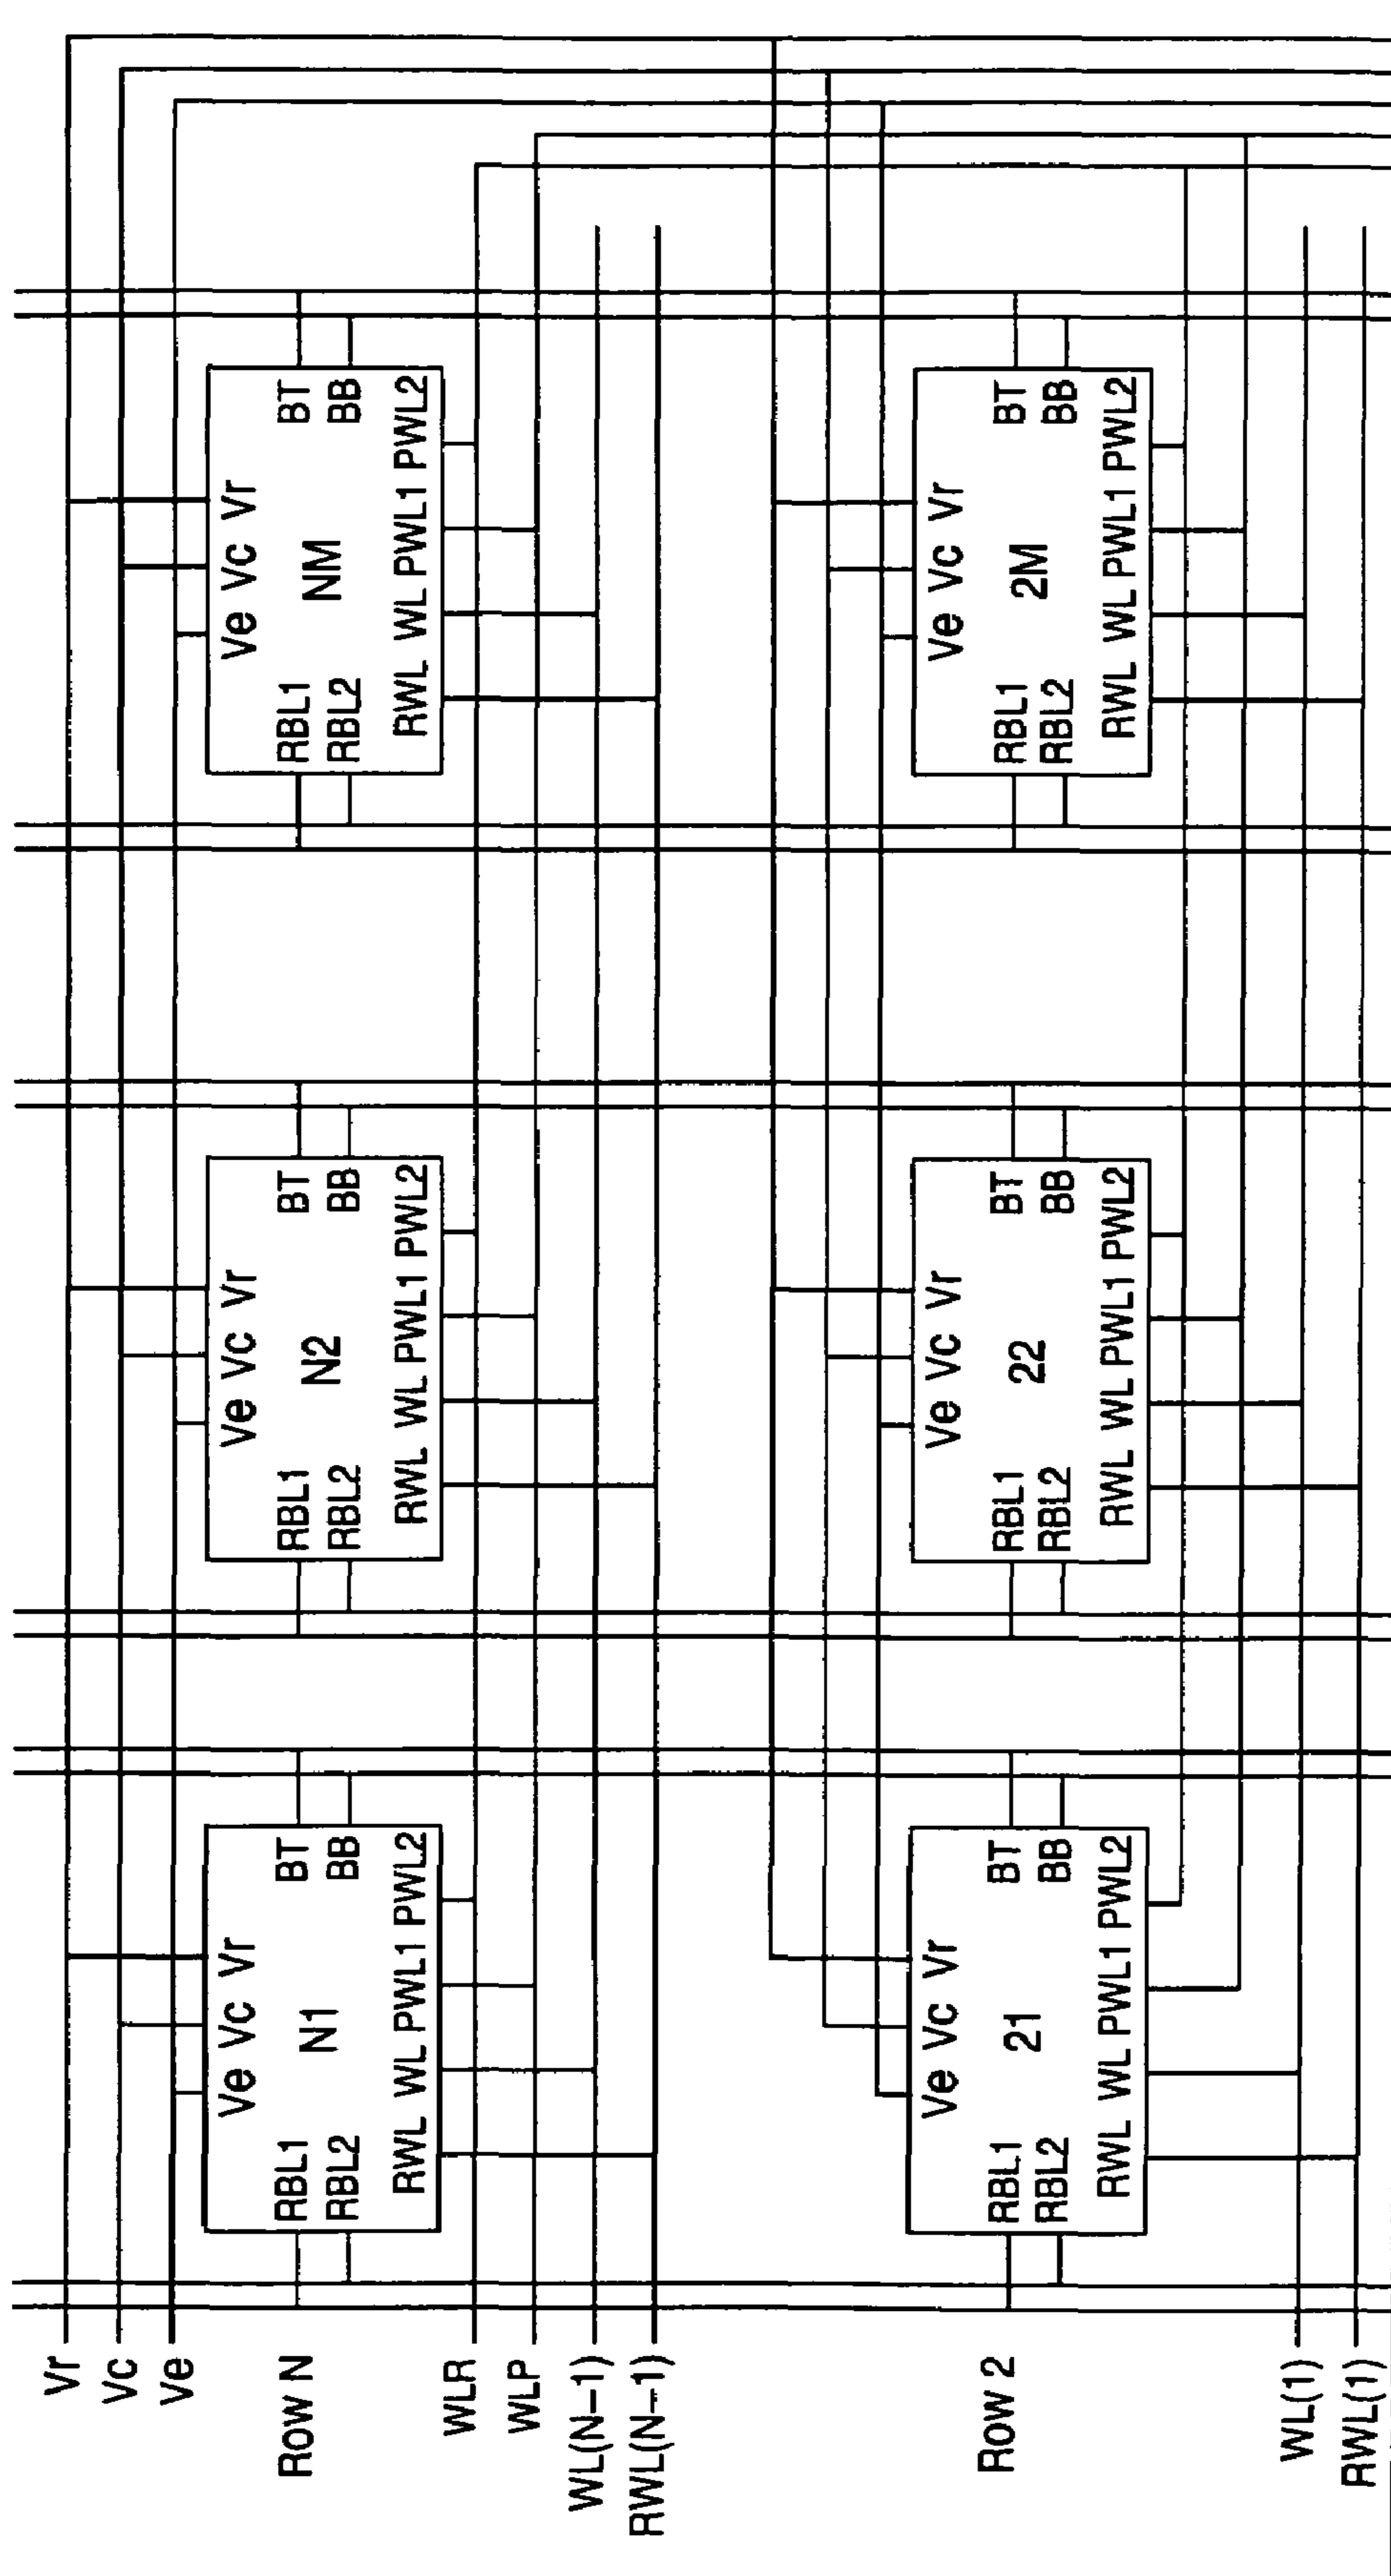 Vr
Vc
Ve
ROW N
WLR
WLP
WL(N-1)
RWL(N-1)
Ve Vc Vr
RBL1 BT
N1
RBL2 BB
RWL WL PWL1 PWL2
Ve Vc Vr
RBL1 BT
N2
RBL2 BB
RWL WL PWL1 PWL2
Ve Vc Vr
RBL1 BT
NM
RBL2 BB
RWL WL PWL1 PWL2
ROW 2
WL(1)
RWL(1)
Ve Vc Vr
RBL1 BT
21
RBL2 BB
RWL WL PWL1 PWL2
Ve Vc Vr
RBL1 BT
22
RBL2 BB
RWL WL PWL1 PWL2
Ve Vc Vr
RBL1 BT
2M
RBL2 BB
RWL WL PWL1 PWL2